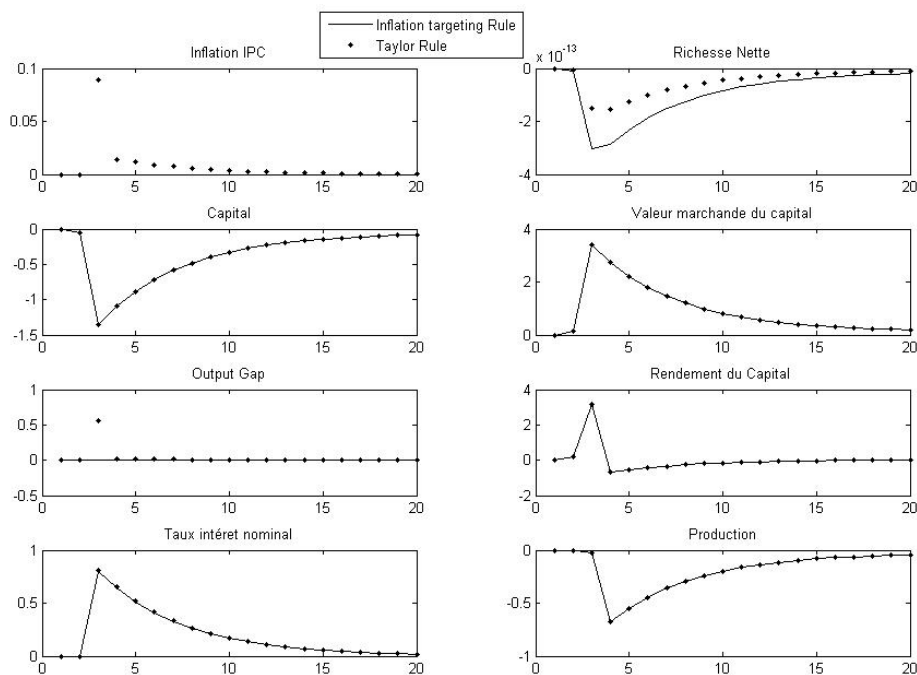 Inflation targeting Rule
Taylor Rule
Inflation IPC
0.1
0.05
0
0 5 10 15 20
x 10-13
Richesse Nette
0
-2
-4
0 5 10 15 20
Capital
0
-0.5
-1
-1.5
0 5 10 15 20
Valeur marchande du capital
4
2
0
0 5 10 15 20
Output Gap
1
0.5
0
-0.5
0 5 10 15 20
Rendement du Capital
4
2
0
-2
0 5 10 15 20
Taux intéret nominal
1
0.5
0
0 5 10 15 20
Production
0
-0.5
-1
0 5 10 15 20